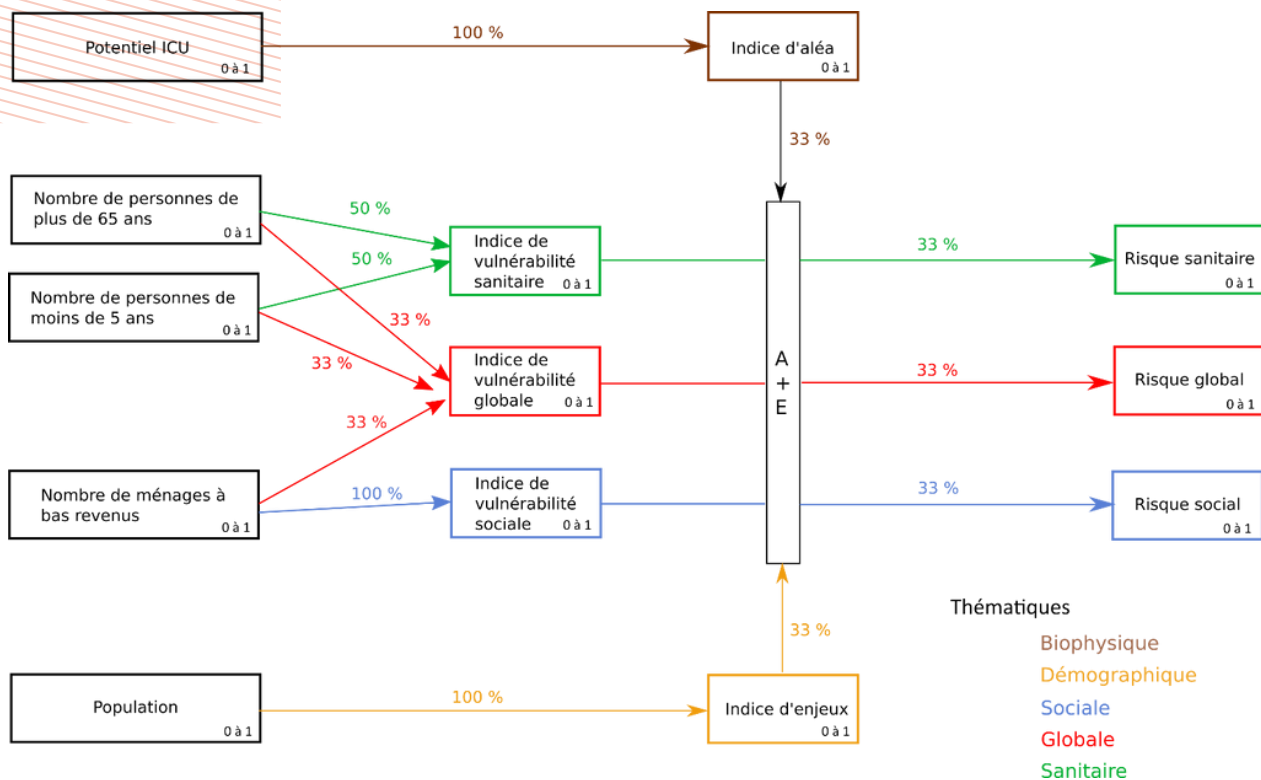 Potentiel ICU
0 à 1
100 %
Indice d'aléa
0 à 1
33 %
Nombre de personnes de
plus de 65 ans
0 à 1
50 %
Indice de
vulnérabilité
sanitaire
0 à 1
33 %
Risque sanitaire
0 à 1
50 %
Nombre de personnes de
moins de 5 ans
0 à 1
33 %
33 %
Indice de
vulnérabilité
globale
0 à 1
A
+
E
33 %
Risque global
0 à 1
33 %
Nombre de ménages à
bas revenus
0 à 1
100 %
Indice de
vulnérabilité
sociale
0 à 1
33 %
Risque social
0 à 1
33 %
Population
0 à 1
100 %
Indice d'enjeux
0 à 1
Thématiques
Biophysique
Démographique
Sociale
Globale
Sanitaire